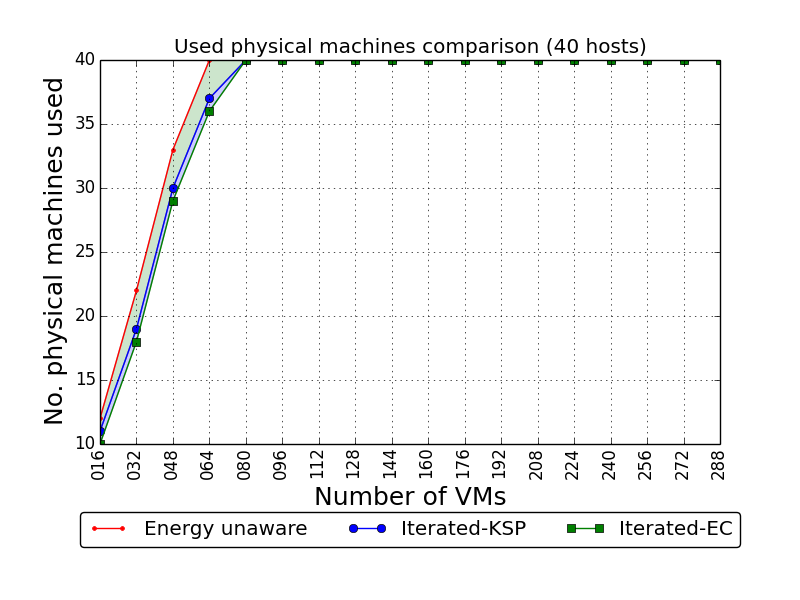 Used physical machines comparison (40 hosts)
No. physical machines used
40
35
30
25
20
15
10
016 032 048 064 080 096 112 128 144 160 176 192 208 224 240 256 272 288
Number of VMs
Energy unaware Iterated-KSP Iterated-EC